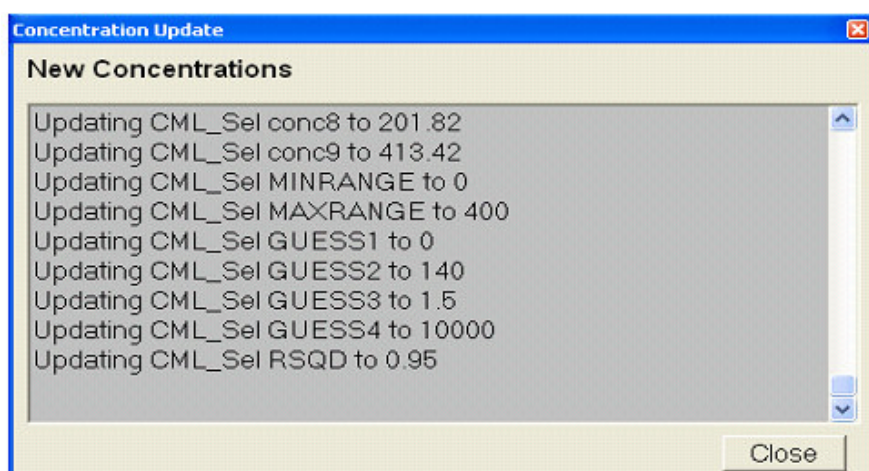 Concentration Update
New Concentrations
Updating CML_Sel conc8 to 201.82
Updating CML_Sel conc9 to 413.42
Updating CML_Sel MINRANGE to 0
Updating CML_Sel MAXRANGE to 400
Updating CML_Sel GUESS1 to 0
Updating CML_Sel GUESS2 to 140
Updating CML_Sel GUESS3 to 1.5
Updating CML_Sel GUESS4 to 10000
Updating CML_Sel RSQD to 0.95
Close